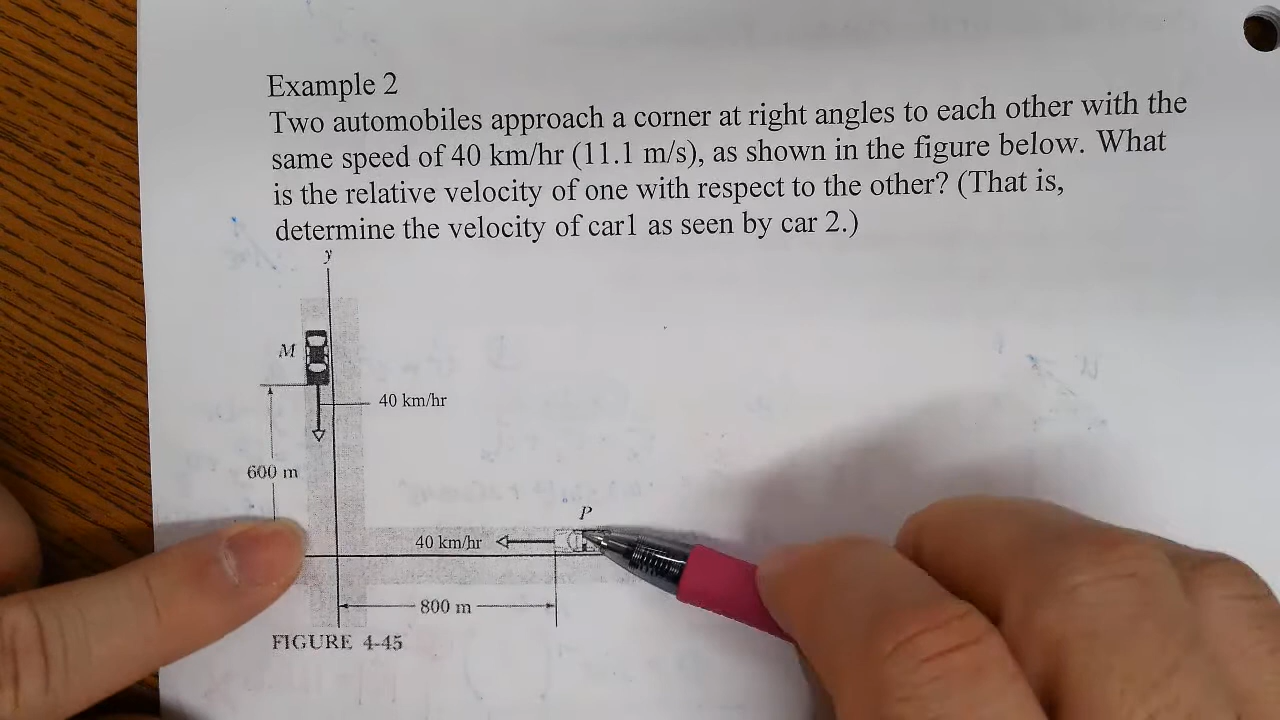 Example 2
Two automobiles approach a corner at right angles to each other with the
same speed of 40 km/hr (11.1 m/s), as shown in the figure below. What
is the relative velocity of one with respect to the other? (That is,
determine the velocity of car1 as seen by car 2.)
y
M
40 km/hr
600 m
P
40 km/hr
800 m
FIGURE 4-45